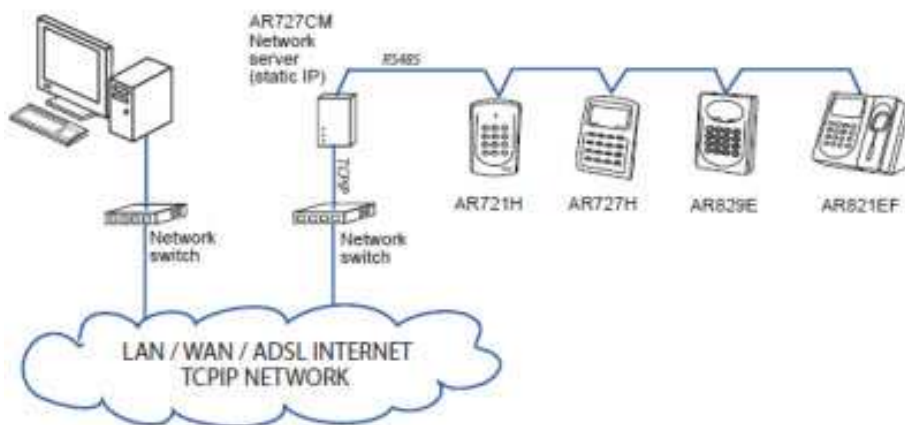 AR727CM
Network
server
(static IP)
RS485
TCPIP
AR721H
AR727H
AR829E
AR821EF
Network
switch
Network
switch
LAN / WAN / ADSL INTERNET
TCPIP NETWORK